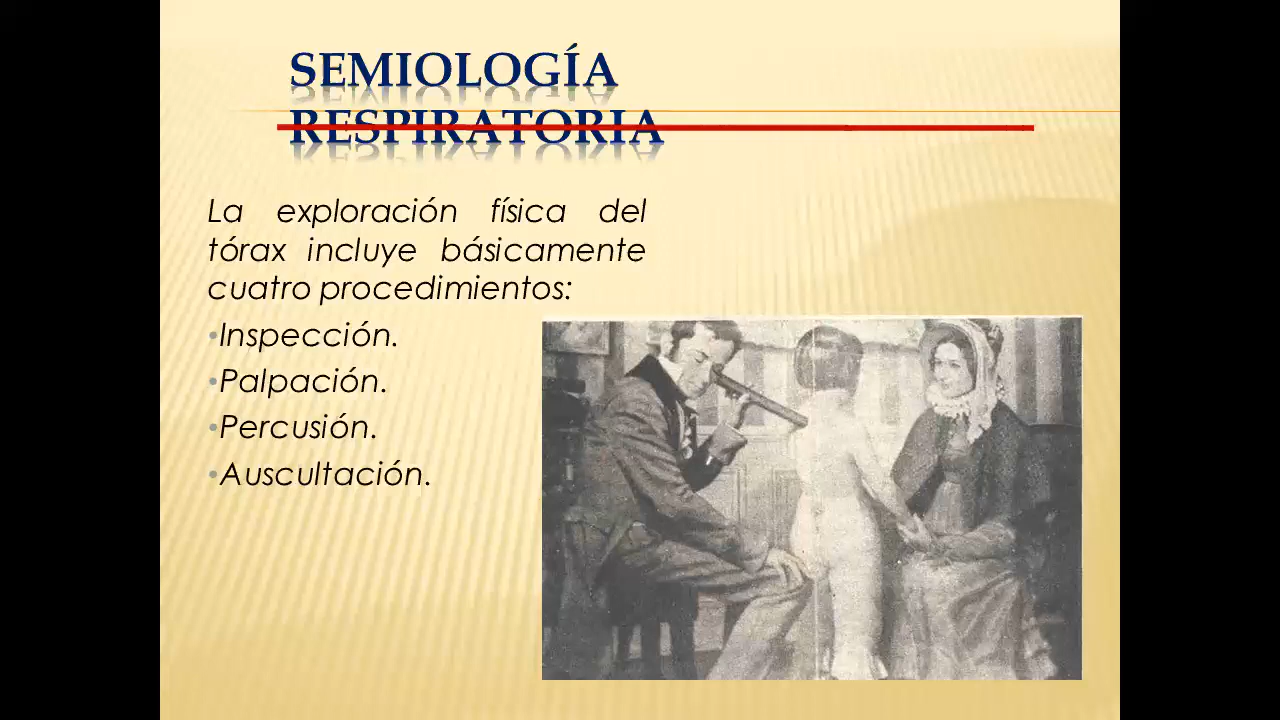 SEMIOLOGÍA
RESPIRATORIA
La exploración física del
tórax incluye básicamente
cuatro procedimientos:
•Inspección.
•Palpación.
•Percusión.
•Auscultación.